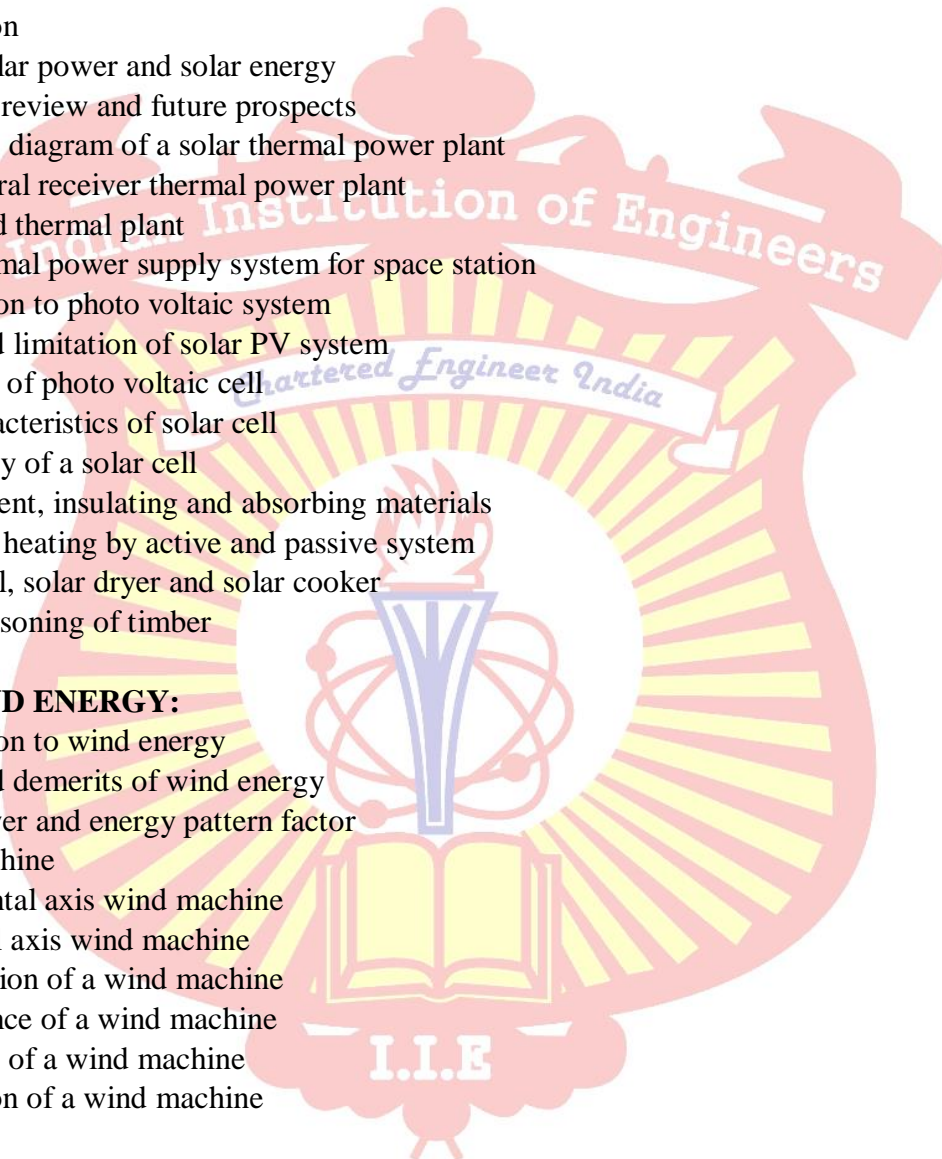 on
lar power and solar energy
review and future prospects
diagram of a solar thermal power plant
ral receiver thermal power plant
d thermal plant
mal power supply system for space station
on to photo voltaic system
d limitation of solar PV system
of photo voltaic cell
acteristics of solar cell
y of a solar cell
ent, insulating and absorbing materials
heating by active and passive system
l, solar dryer and solar cooker
soning of timber
ND ENERGY:
on to wind energy
d demerits of wind energy
ver and energy pattern factor
hine
ntal axis wind machine
l axis wind machine
ion of a wind machine
nce of a wind machine
of a wind machine
on of a wind machine
Indian Institution of Engineers
Chartered Engineer India
I.I.E